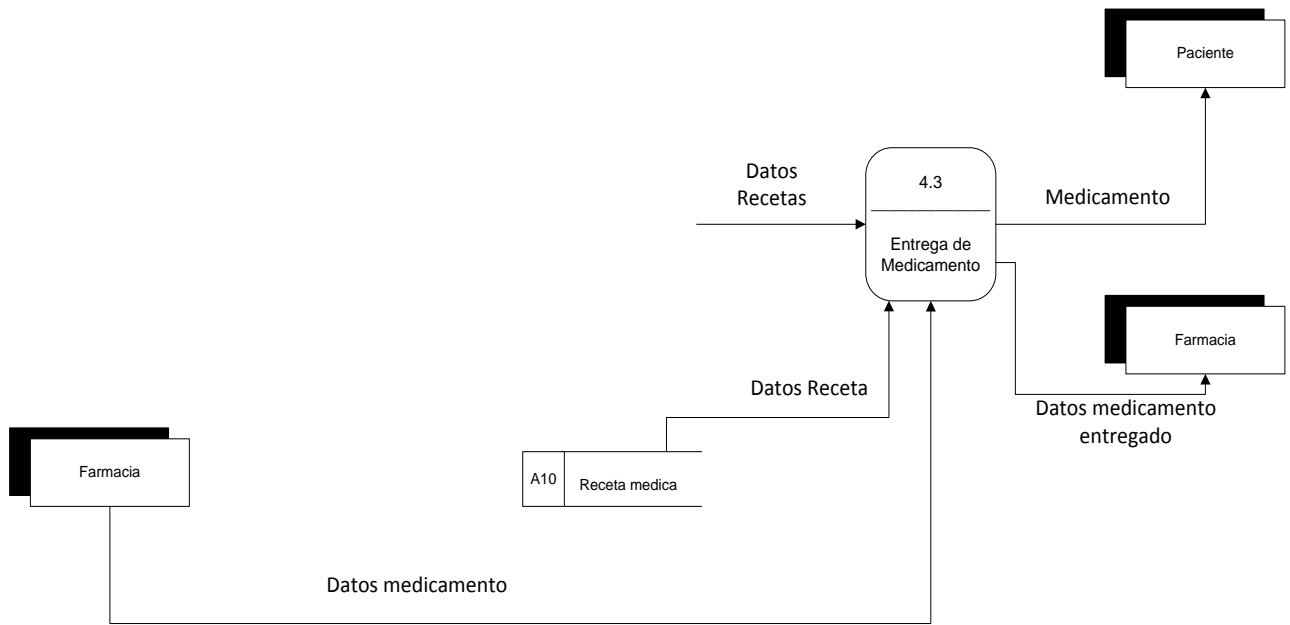 Paciente
Datos
Recetas
4.3
Medicamento
Entrega de
Medicamento
Farmacia
Datos Receta
Datos medicamento
entregado
Farmacia
A10
Receta medica
Datos medicamento